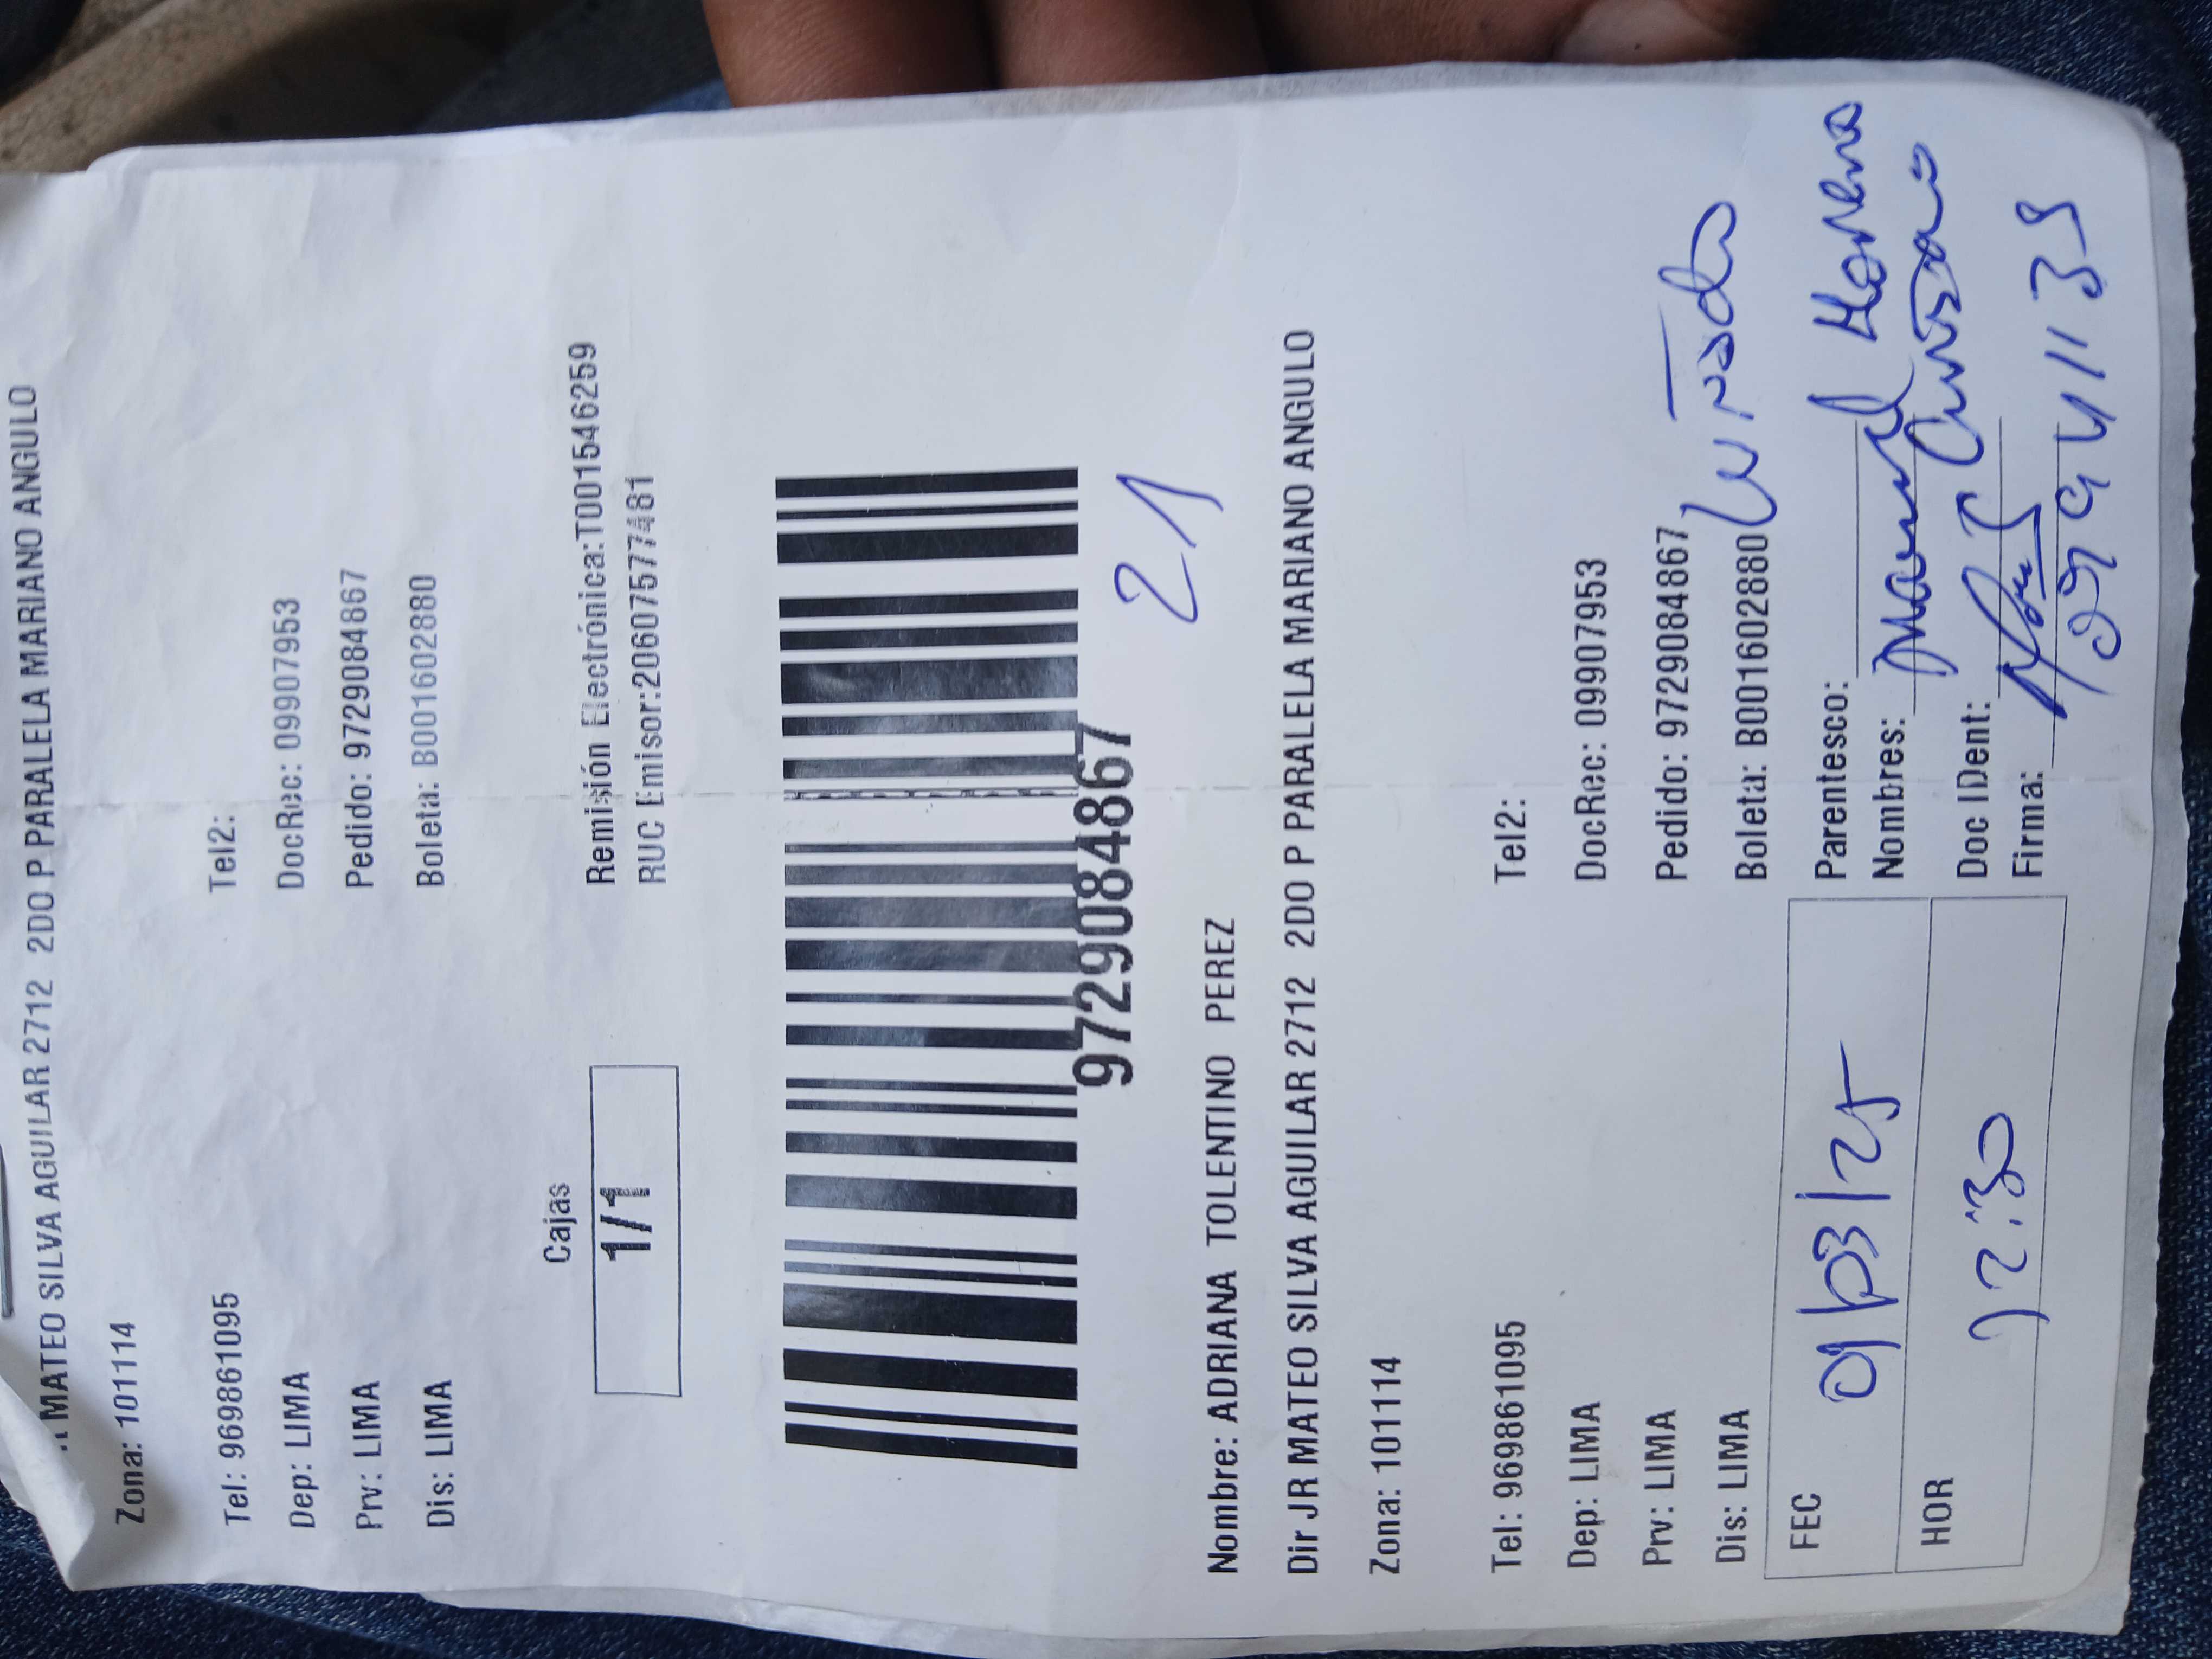 MATEO SILVA AGUILAR 2712 2DO P PARALELA MARIANO ANGULO
Zona: 101114
Tel: 969861095 Tel2:
Dep: LIMA DocRec: 09907953
Prv: LIMA Pedido: 9729084867
Dis: LIMA Boleta: B001602880
Cajas
1/1
Remisión Electrónica:T001546259
RUC Emisor:20607577481
9729084867
21
Nombre: ADRIANA TOLENTINO PEREZ
Dir JR MATEO SILVA AGUILAR 2712 2DO P PARALELA MARIANO ANGULO
Zona: 101114
Tel: 969861095 Tel2:
Dep: LIMA DocRec: 09907953
Prv: LIMA Pedido: 9729084867
Dis: LIMA Boleta: B001602880
FEC 01/03/25
HOR 12:30
Parentesco:
Nombres: Manuel
Doc IDent:
Firma: